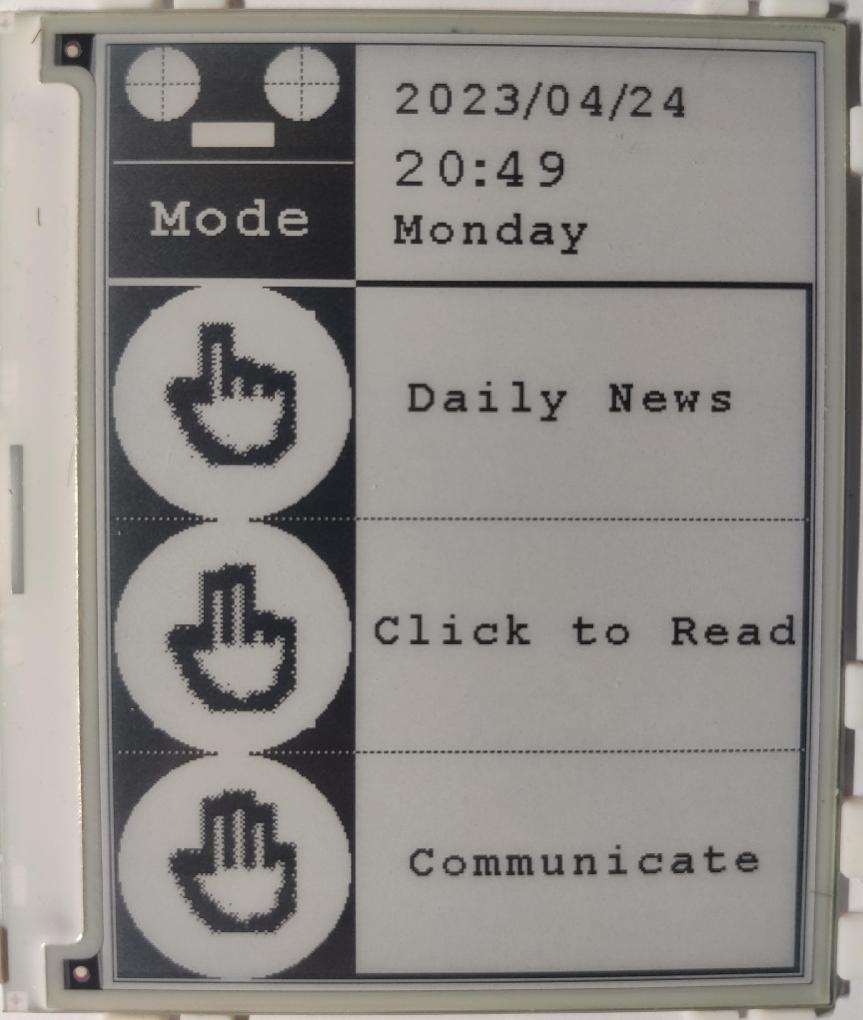 2023/04/24
20:49
Monday
Mode
Daily News
Click to Read
Communicate